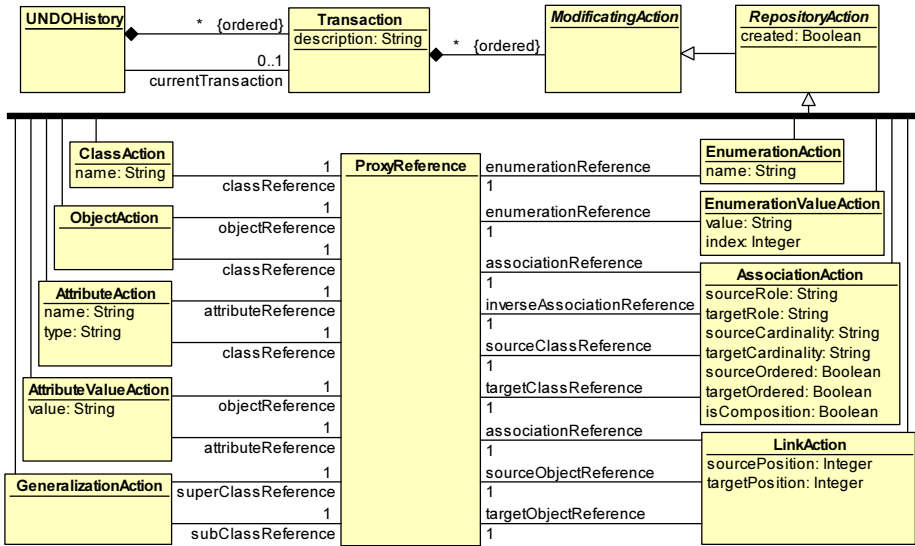 UNDOHistory
* {ordered}
0..1
currentTransaction
Transaction
description: String
* {ordered}
ModificatingAction
RepositoryAction
created: Boolean
ClassAction
name: String
1
classReference
ObjectAction
1
objectReference
1
classReference
AttributeAction
name: String
type: String
1
attributeReference
1
classReference
AttributeValueAction
value: String
1
objectReference
1
attributeReference
GeneralizationAction
1
superClassReference
1
subClassReference
ProxyReference
enumerationReference
1
EnumerationAction
name: String
enumerationReference
1
EnumerationValueAction
value: String
index: Integer
associationReference
1
inverseAssociationReference
1
sourceClassReference
1
targetClassReference
1
AssociationAction
sourceRole: String
targetRole: String
sourceCardinality: String
targetCardinality: String
sourceOrdered: Boolean
targetOrdered: Boolean
isComposition: Boolean
associationReference
1
sourceObjectReference
1
targetObjectReference
1
LinkAction
sourcePosition: Integer
targetPosition: Integer